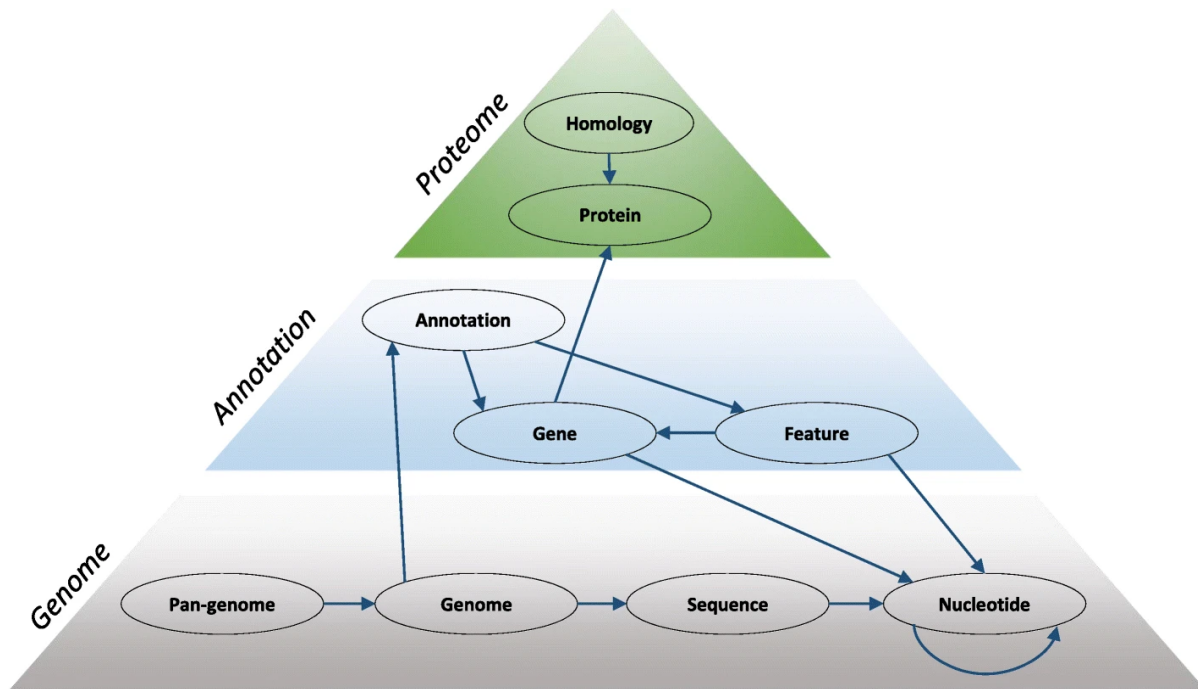 Proteome
Homology
Protein
Annotation
Annotation
Gene
Feature
Genome
Pan-genome
Genome
Sequence
Nucleotide